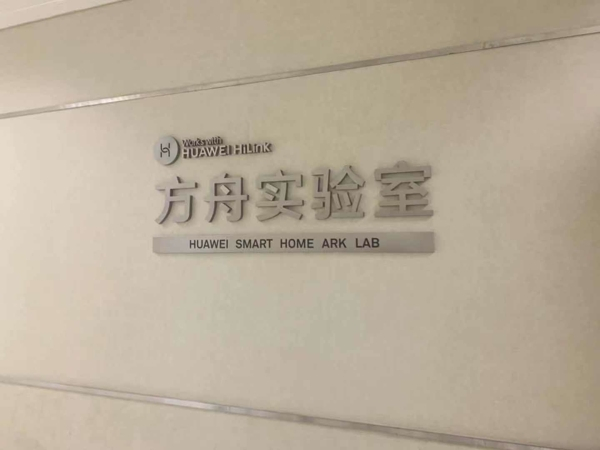 Works with
HUAWEI HiLink
方舟实验室
HUAWEI SMART HOME ARK LAB